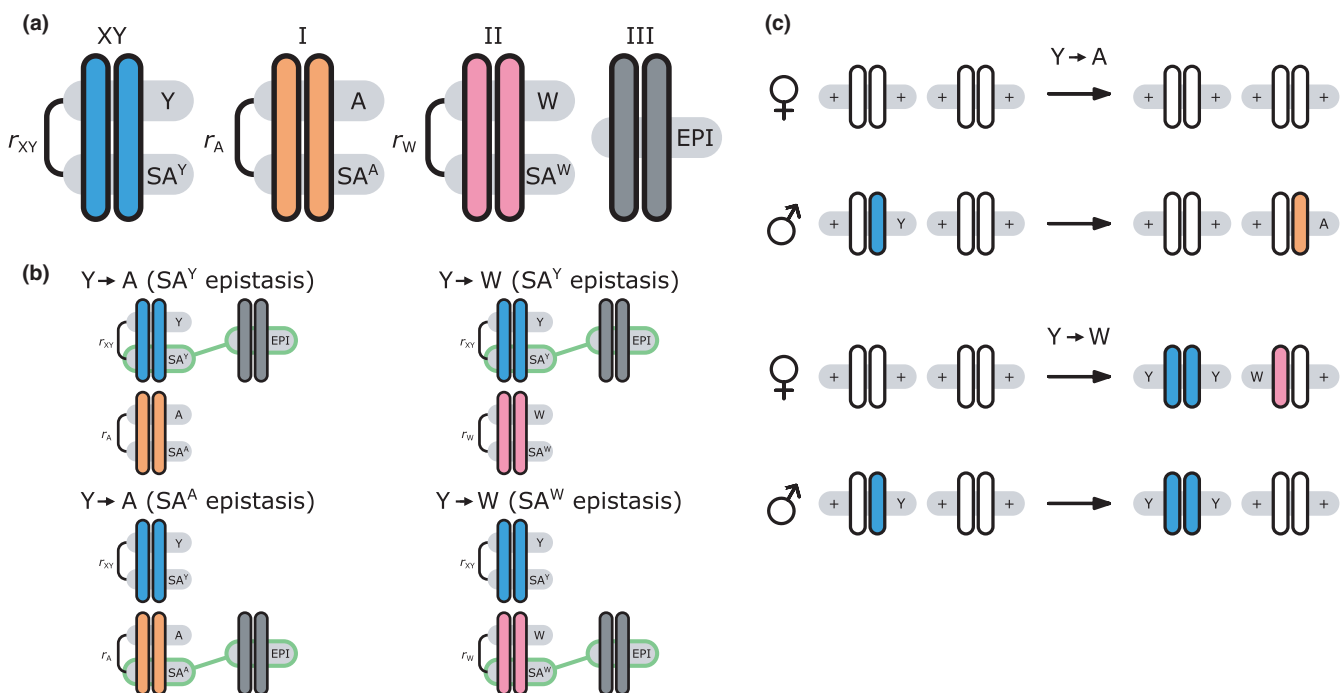 (a)
XY I II III
r_XY Y SA^Y
r_A A SA^A
r_W W SA^W
EPI
(b)
Y → A (SA^Y epistasis)
r_XY Y SA^Y EPI
r_A A SA^A
Y → W (SA^Y epistasis)
r_XY Y SA^Y EPI
r_W W SA^W
Y → A (SA^A epistasis)
r_XY Y SA^Y
r_A A SA^A EPI
Y → W (SA^W epistasis)
r_XY Y SA^Y
r_W W SA^W EPI
(c)
Y → A
♀ + + + + + + + +
♂ + Y + + + + + A
Y → W
♀ + + + + Y Y W +
♂ + Y + + Y Y + +